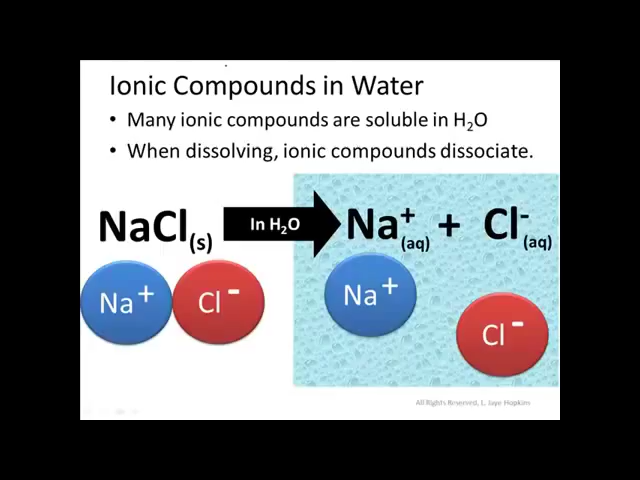 Ionic Compounds in Water
• Many ionic compounds are soluble in H₂O
• When dissolving, ionic compounds dissociate.
NaCl(s) In H₂O Na⁺(aq) + Cl⁻(aq)
Na⁺ Cl⁻ Na⁺
Cl⁻
All Rights Reserved, L. Jaye Hopkins